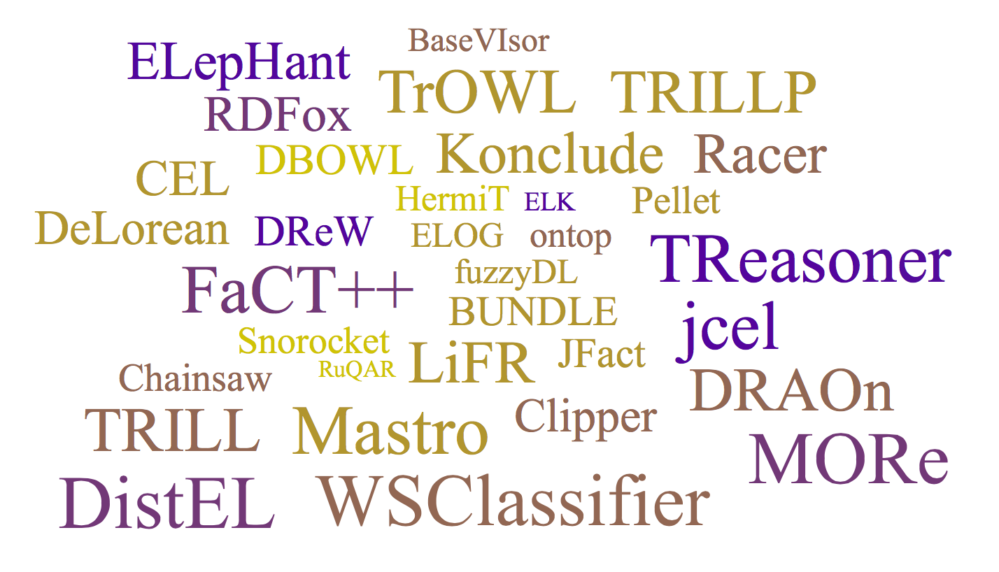 BaseVIsor
ELepHant
TrOWL TRILLP
RDFox
DBOWL Konclude Racer
CEL
HermiT ELK Pellet
DeLorean DReW ELOG ontop
TReasoner
fuzzyDL
FaCT++
BUNDLE
jcel
Snorocket
LiFR JFact
RuQAR
Chainsaw
DRAOn
Clipper
TRILL Mastro
MORe
DistEL WSClassifier